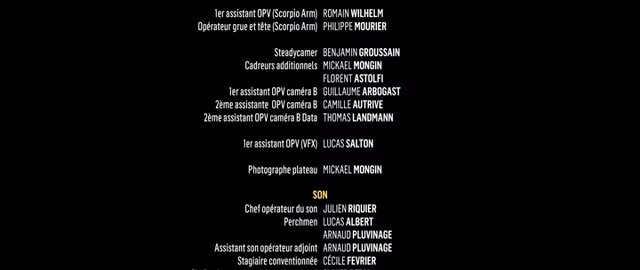 1er assistant OPV (Scorpio Arm) ROMAIN WILHELM
Opérateur grue et tête (Scorpio Arm) PHILIPPE MOURIER
Steadycamer BENJAMIN GROUSSAIN
Cadreurs additionnels MICKAEL MONGIN
FLORENT ASTOLFI
1er assistant OPV caméra B GUILLAUME ARBOGAST
2ème assistante OPV caméra B CAMILLE AUTRIVE
2ème assistant OPV caméra B Data THOMAS LANDMANN
1er assistant OPV (VFX) LUCAS SALTON
Photographe plateau MICKAEL MONGIN
SON
Chef opérateur du son JULIEN RIQUIER
Perchmen LUCAS ALBERT
ARNAUD PLUVINAGE
Assistant son opérateur adjoint ARNAUD PLUVINAGE
Stagiaire conventionnée CÉCILE FEVRIER